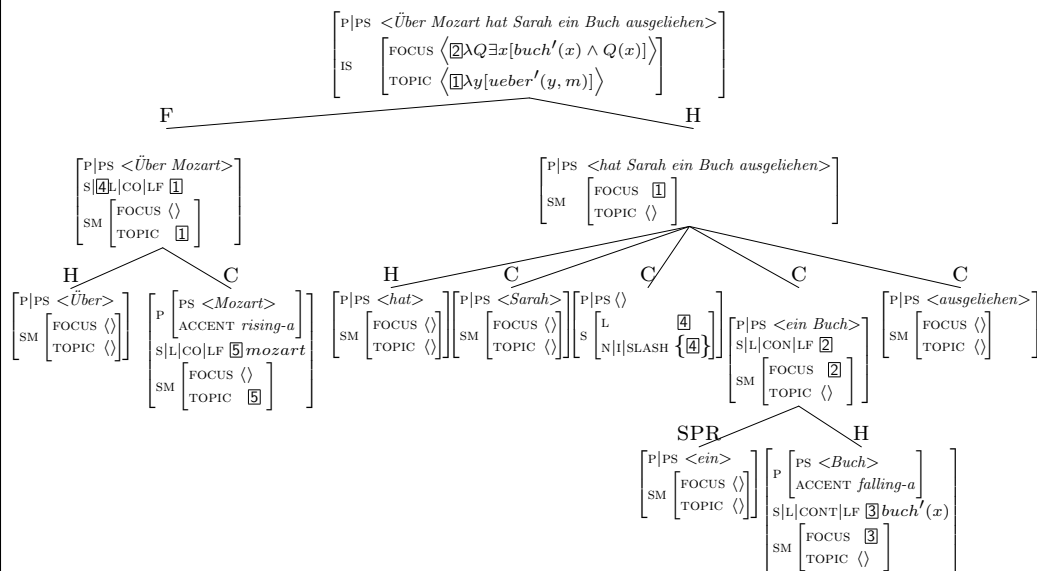 P|PS <Über Mozart hat Sarah ein Buch ausgeliehen>
IS
FOCUS ⟨[2]λQ∃x[buch′(x) ∧ Q(x)]⟩
TOPIC ⟨[1]λy[ueber′(y, m)]⟩
F H
P|PS <Über Mozart>
S|[4]L|CO|LF [1]
SM
FOCUS ⟨⟩
TOPIC [1]
P|PS <hat Sarah ein Buch ausgeliehen>
SM
FOCUS [1]
TOPIC ⟨⟩
H C H C C C C
P|PS <Über>
SM
FOCUS ⟨⟩
TOPIC ⟨⟩
P
PS <Mozart>
ACCENT rising-a
S|L|CO|LF [5]mozart
SM
FOCUS ⟨⟩
TOPIC [5]
P|PS <hat>
SM
FOCUS ⟨⟩
TOPIC ⟨⟩
P|PS <Sarah>
SM
FOCUS ⟨⟩
TOPIC ⟨⟩
P|PS ⟨⟩
S
L [4]
N|I|SLASH {[4]}
P|PS <ein Buch>
S|L|CON|LF [2]
SM
FOCUS [2]
TOPIC ⟨⟩
P|PS <ausgeliehen>
SM
FOCUS ⟨⟩
TOPIC ⟨⟩
SPR H
P|PS <ein>
SM
FOCUS ⟨⟩
TOPIC ⟨⟩
P
PS <Buch>
ACCENT falling-a
S|L|CONT|LF [3]buch′(x)
SM
FOCUS [3]
TOPIC ⟨⟩